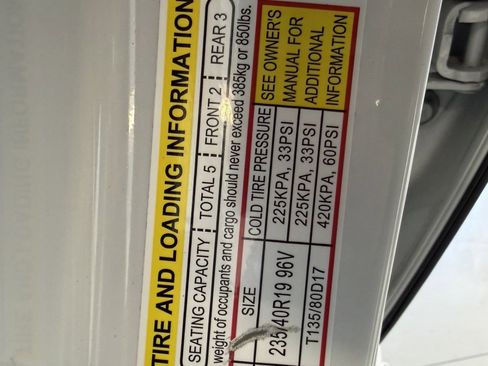 TIRE AND LOADING INFORMATION
SEATING CAPACITY TOTAL 5 FRONT 2 REAR 3
weight of occupants and cargo should never exceed 385kg or 850lbs.
SIZE COLD TIRE PRESSURE
235/40R19 96V 225KPA, 33PSI
225KPA, 33PSI
T135/80D17 420KPA, 60PSI
SEE OWNER'S
MANUAL FOR
ADDITIONAL
INFORMATION